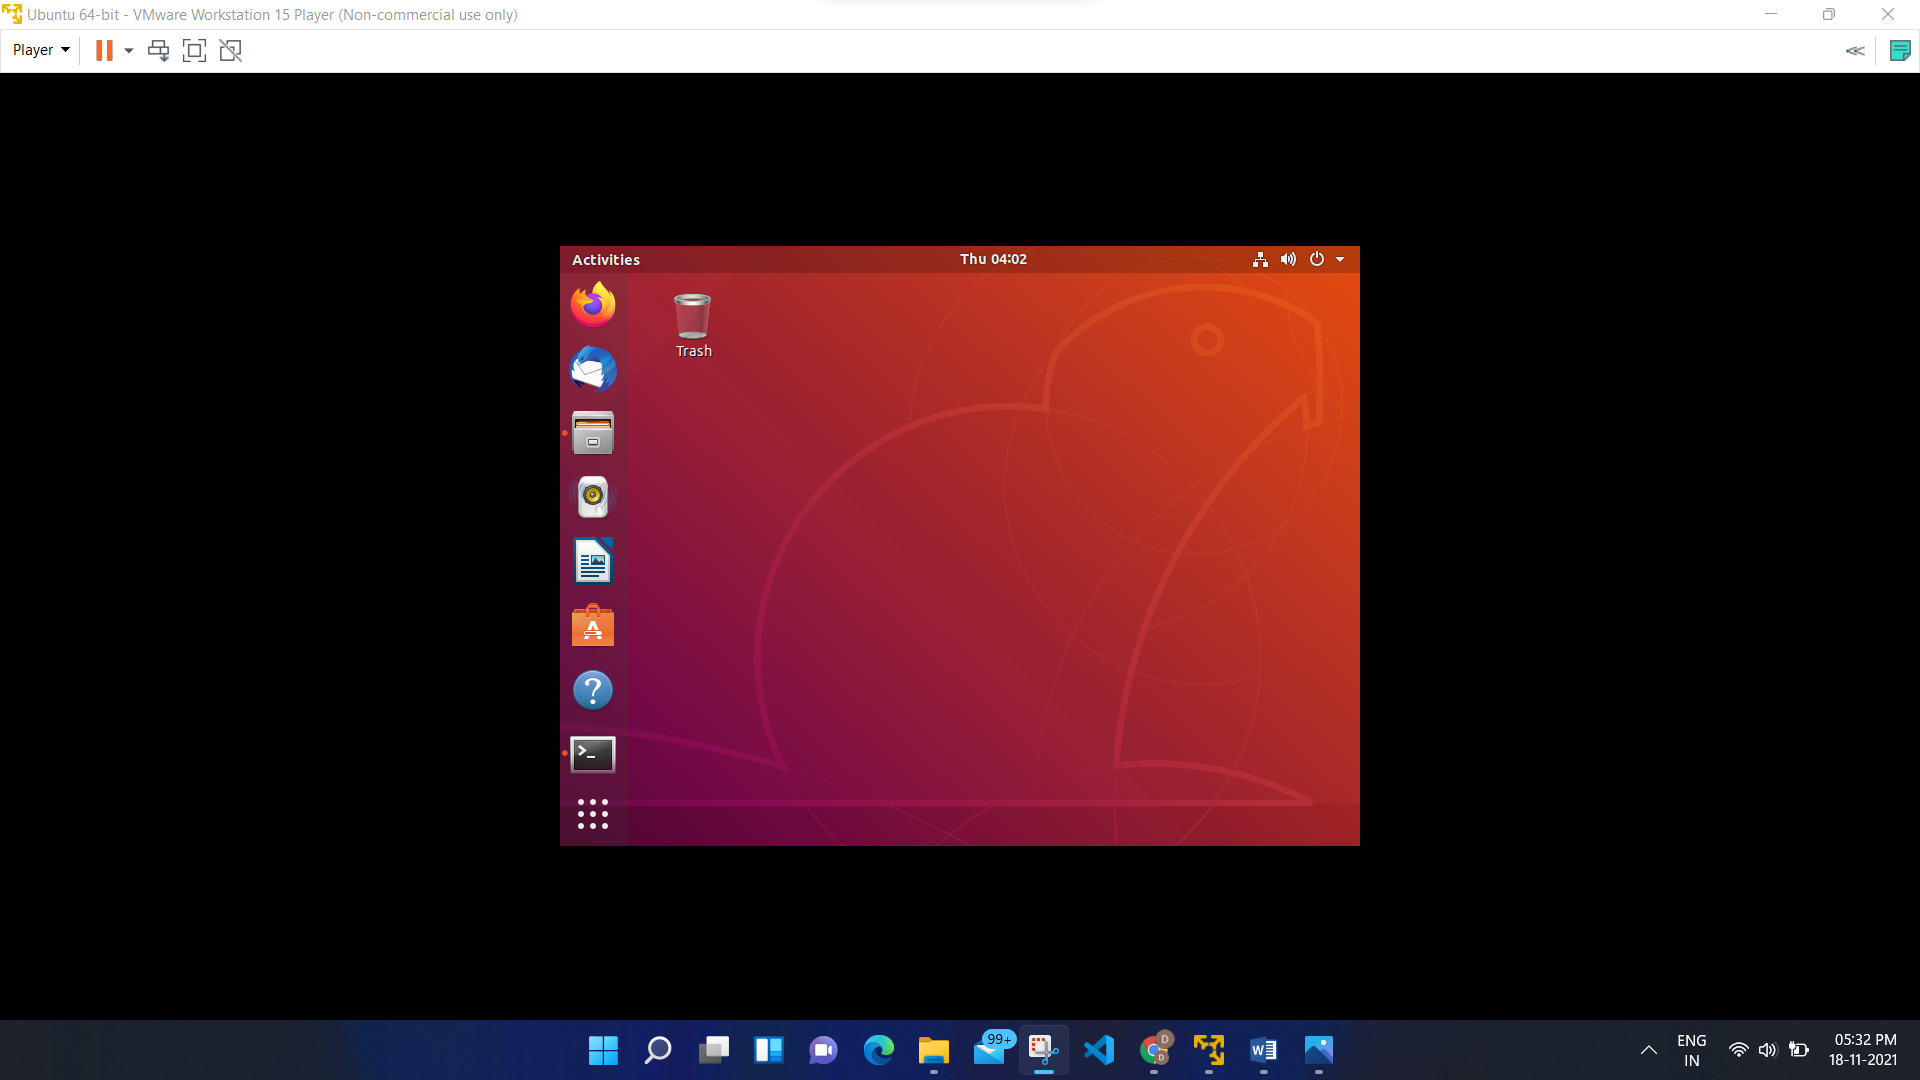 Ubuntu 64-bit - VMware Workstation 15 Player (Non-commercial use only)
Player
Activities
Thu 04:02
Trash
99+
D
D
ENG
IN
05:32 PM
18-11-2021